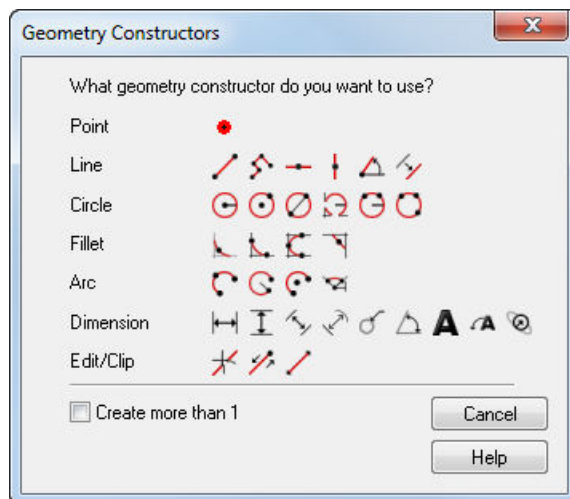 Geometry Constructors
What geometry constructor do you want to use?
Point
Line
Circle
Fillet
Arc
Dimension A A
Edit/Clip
Create more than 1
Cancel
Help